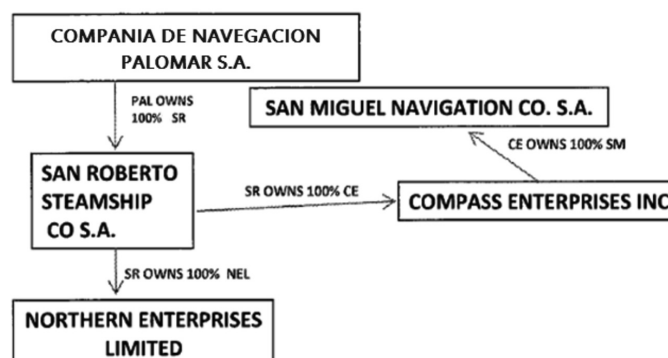 COMPANIA DE NAVEGACION
PALOMAR S.A.
PAL OWNS
100% SR
SAN MIGUEL NAVIGATION CO. S.A.
CE OWNS 100% SM
SAN ROBERTO
STEAMSHIP
CO S.A.
SR OWNS 100% CE
COMPASS ENTERPRISES INC
SR OWNS 100% NEL
NORTHERN ENTERPRISES
LIMITED